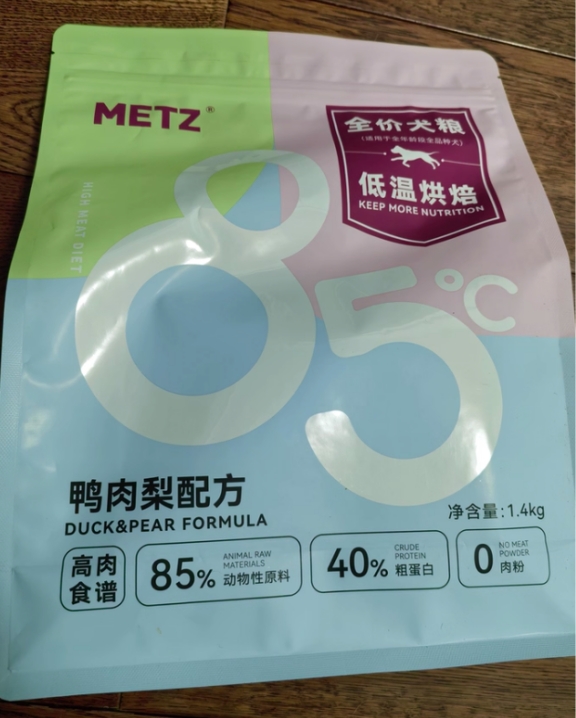 METZ®
全价犬粮
(适用于全年龄段全品种犬)
低温烘焙
KEEP MORE NUTRITION
HIGH MEAT DIET
85℃
鸭肉梨配方
DUCK&PEAR FORMULA
净含量:1.4kg
高肉
食谱
85%
ANIMAL RAW
MATERIALS
动物性原料
40%
CRUDE
PROTEIN
粗蛋白
0
NO MEAT
POWDER
肉粉